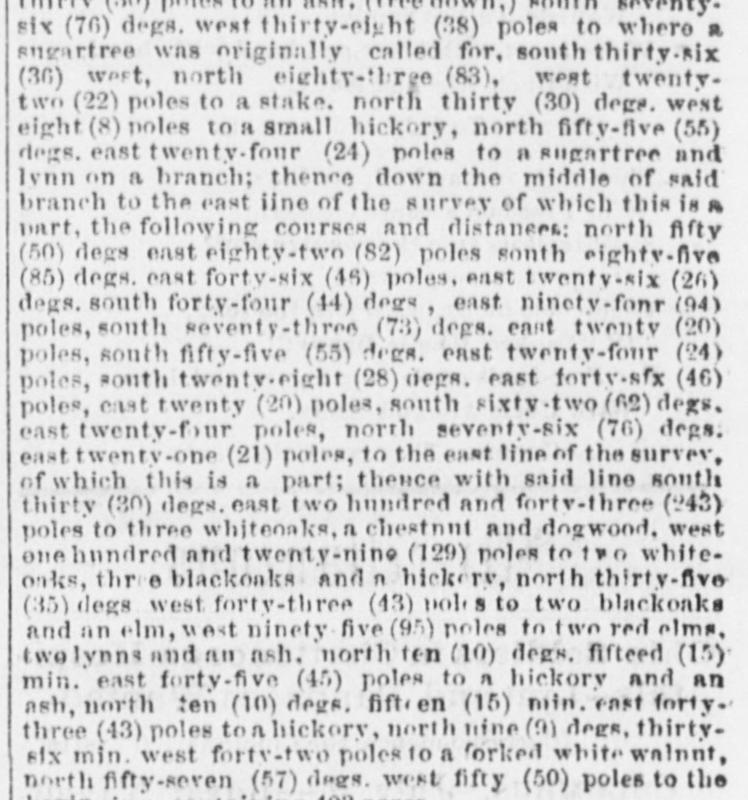 thirty (30) poles to an ash, (tree down,) south seventy-
six (76) degs. west thirty-eight (38) poles to where a
sugartree was originally called for, south thirty-six
(36) west, north eighty-three (83), west twenty-
two (22) poles to a stake. north thirty (30) degs. west
eight (8) poles to a small hickory, north fifty-five (55)
degs. east twenty-four (24) poles to a sugartree and
lynn on a branch; thence down the middle of said
branch to the east line of the survey of which this is a
part, the following courses and distances: north fifty
(50) degs east eighty-two (82) poles south eighty-five
(85) degs. east forty-six (46) poles, east twenty-six (26)
degs. south forty-four (44) degs , east ninety-four (94)
poles, south seventy-three (73) degs. east twenty (20)
poles, south fifty-five (55) degs. east twenty-four (24)
poles, south twenty-eight (28) degs. east forty-sfx (46)
poles, east twenty (20) poles, south sixty-two (62) degs.
east twenty-four poles, north seventy-six (76) degs.
east twenty-one (21) poles, to the east line of the survey,
of which this is a part; thence with said line south
thirty (30) degs. east two hundred and forty-three (243)
poles to three whiteoaks, a chestnut and dogwood, west
one hundred and twenty-nine (129) poles to two white-
oaks, three blackoaks and a hickory, north thirty-five
(35) degs west forty-three (43) poles to two blackoaks
and an elm, west ninety five (95) poles to two red elms,
two lynns and an ash. north ten (10) degs. fifteed (15)
min. east forty-five (45) poles to a hickory and an
ash, north ten (10) degs. fifteen (15) min. east forty-
three (43) poles to a hickory, north nine (9) degs, thirty-
six min. west forty-two poles to a forked white walnut,
north fifty-seven (57) degs. west fifty (50) poles to the